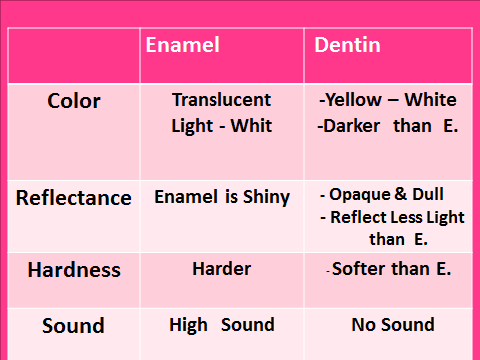 Enamel Dentin
Color Translucent -Yellow – White
Light - Whit -Darker than E.
Reflectance Enamel is Shiny - Opaque & Dull
- Reflect Less Light
than E.
Hardness Harder - Softer than E.
Sound High Sound No Sound